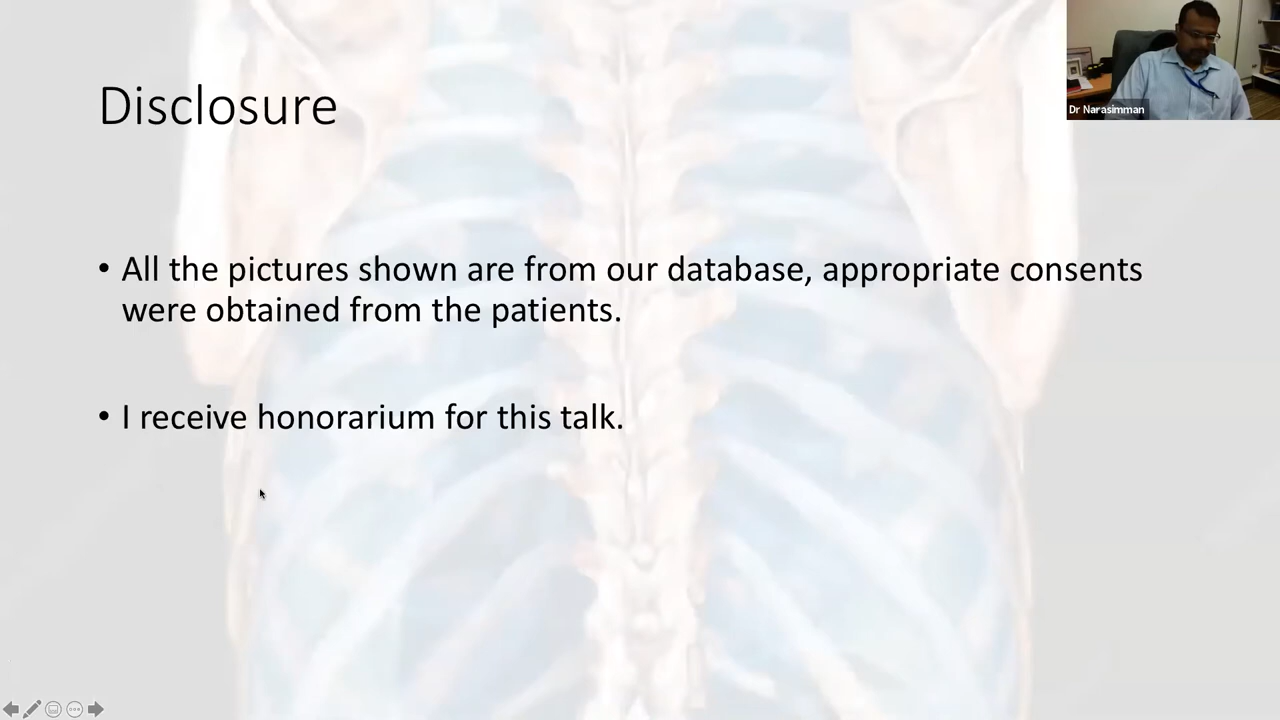 Disclosure
Dr Narasimman
• All the pictures shown are from our database, appropriate consents
were obtained from the patients.
• I receive honorarium for this talk.